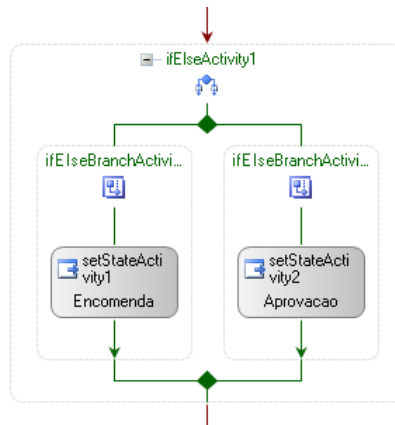 ifElseActivity1
ifElseBranchActivi...
ifElseBranchActivi...
setStateActi
vity1
Encomenda
setStateActi
vity2
Aprovacao